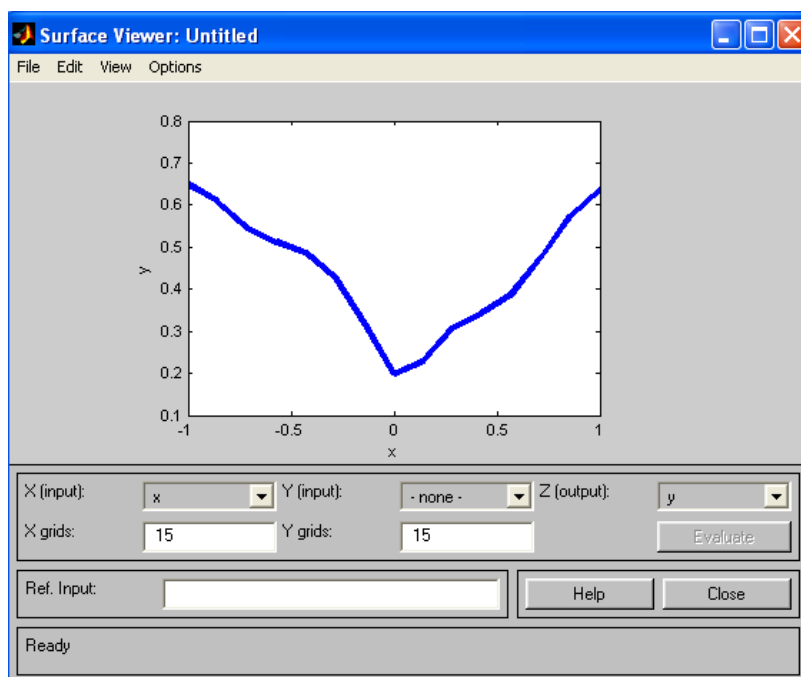 Surface Viewer: Untitled
File Edit View Options
0.8
0.7
0.6
0.5
0.4
0.3
0.2
0.1
y
-1 -0.5 0 0.5 1
x
X (input): x Y (input): - none - Z (output): y
X grids: 15 Y grids: 15 Evaluate
Ref. Input: Help Close
Ready